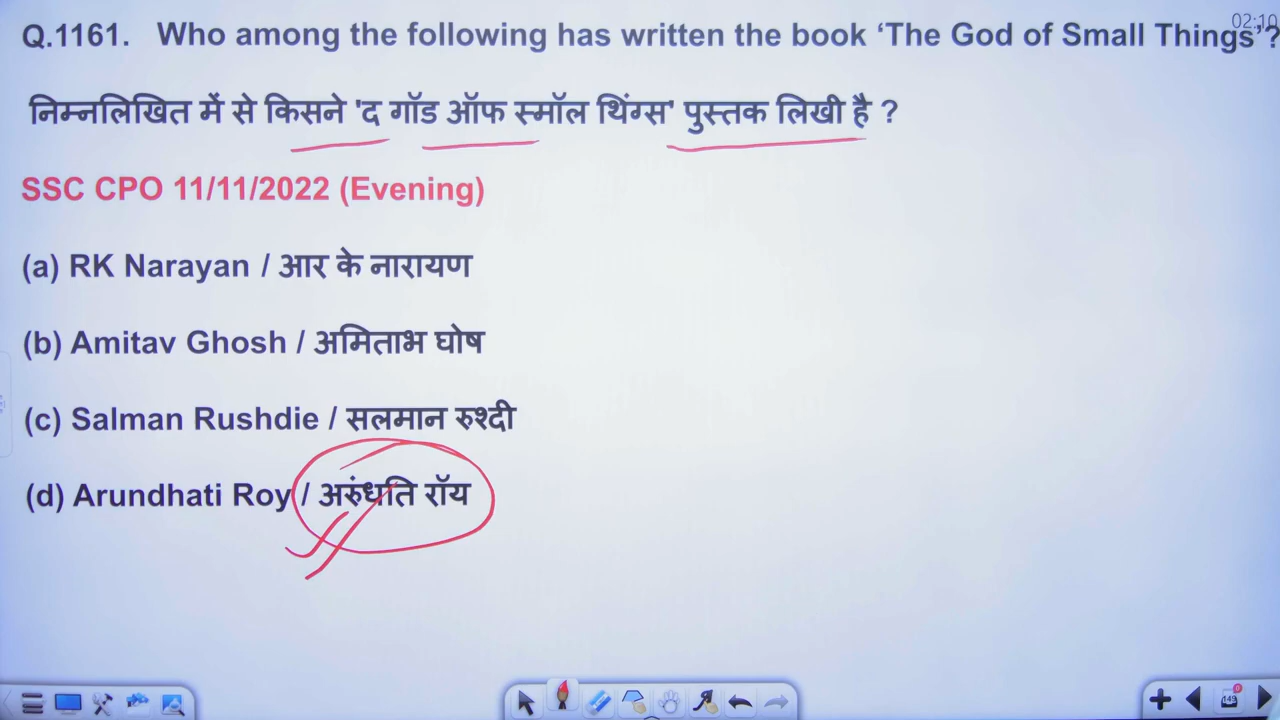 02:10
Q.1161. Who among the following has written the book ‘The God of Small Things’?
निम्नलिखित में से किसने 'द गॉड ऑफ स्मॉल थिंग्स' पुस्तक लिखी है ?
SSC CPO 11/11/2022 (Evening)
(a) RK Narayan / आर के नारायण
(b) Amitav Ghosh / अमिताभ घोष
(c) Salman Rushdie / सलमान रुश्दी
(d) Arundhati Roy / अरुंधति रॉय